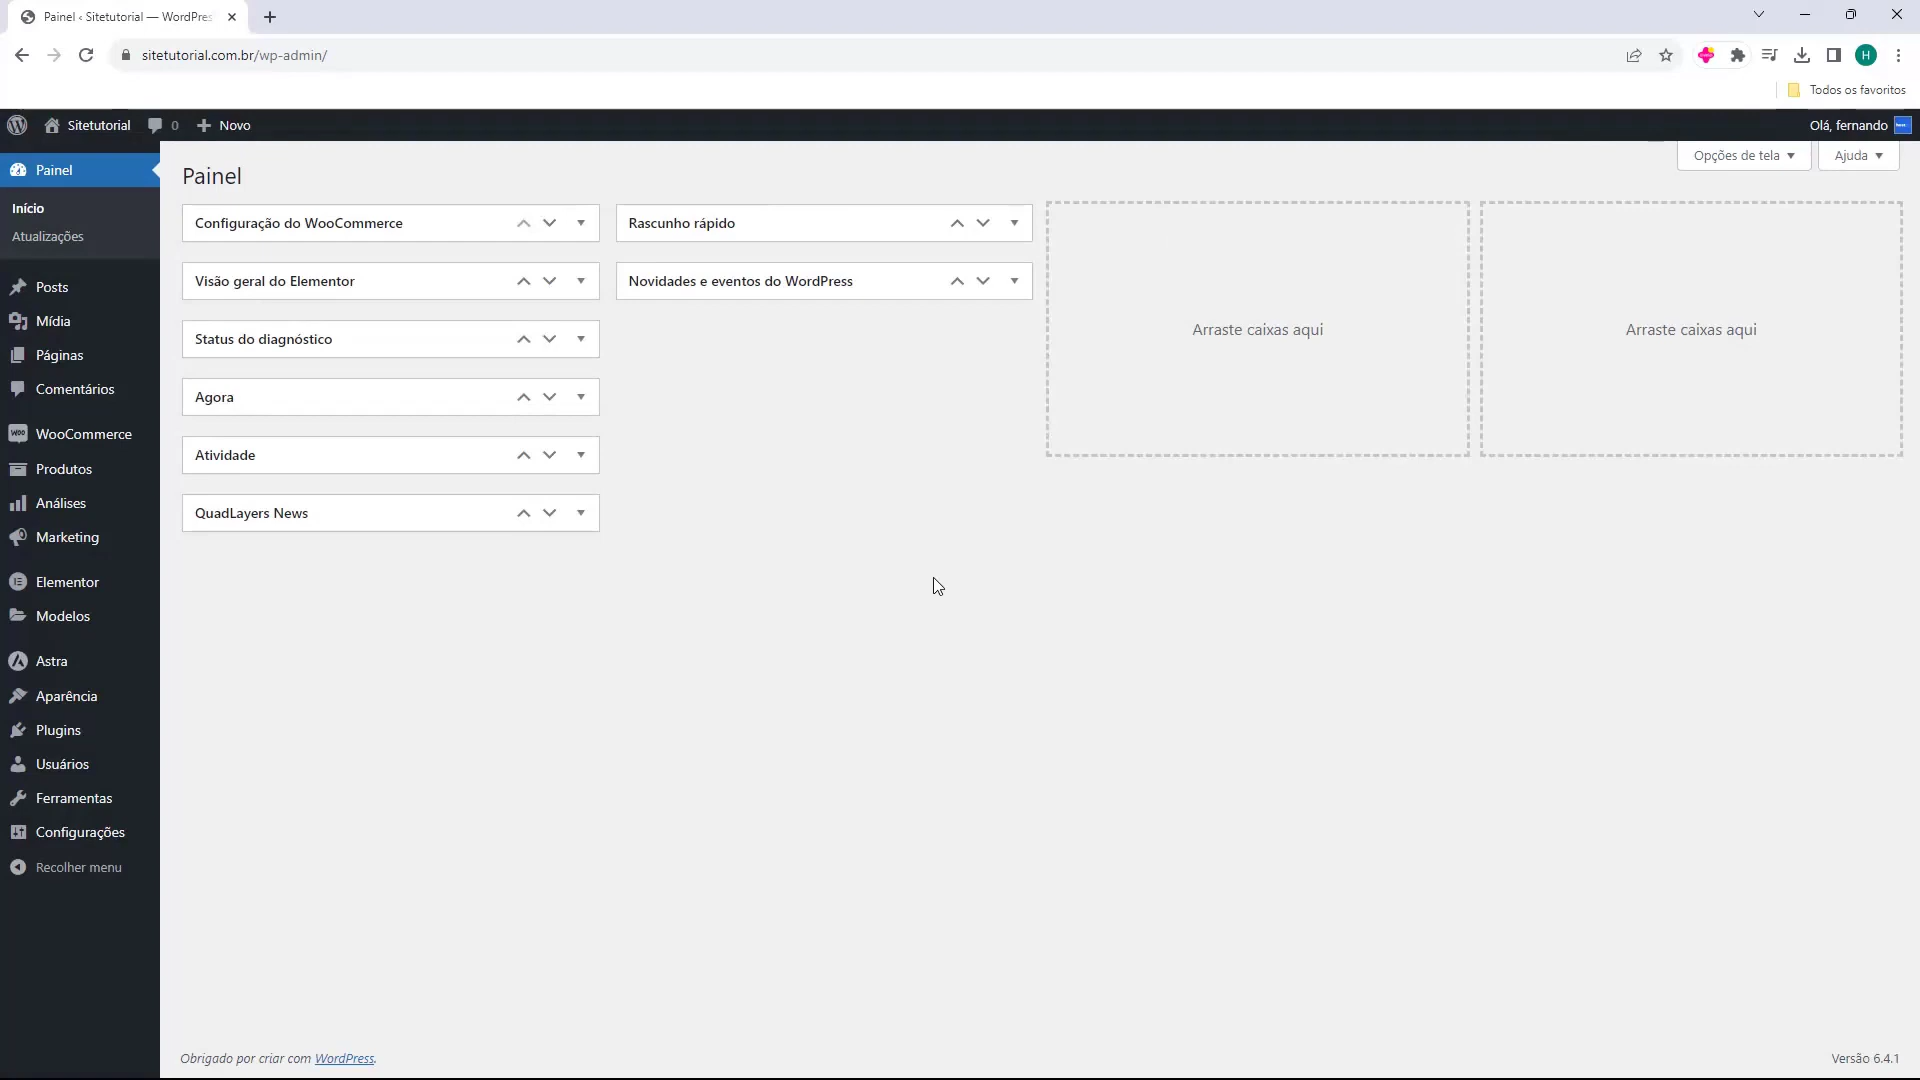 Painel ‹ Sitetutorial — WordPres
sitetutorial.com.br/wp-admin/
H
Todos os favoritos
Sitetutorial
0
Novo
Olá, fernando
Painel
Início
Atualizações
Posts
Mídia
Páginas
Comentários
WooCommerce
Produtos
Análises
Marketing
Elementor
Modelos
Astra
Aparência
Plugins
Usuários
Ferramentas
Configurações
Recolher menu
Opções de tela
Ajuda
Painel
Configuração do WooCommerce
Visão geral do Elementor
Status do diagnóstico
Agora
Atividade
QuadLayers News
Rascunho rápido
Novidades e eventos do WordPress
Arraste caixas aqui
Arraste caixas aqui
Obrigado por criar com WordPress.
Versão 6.4.1